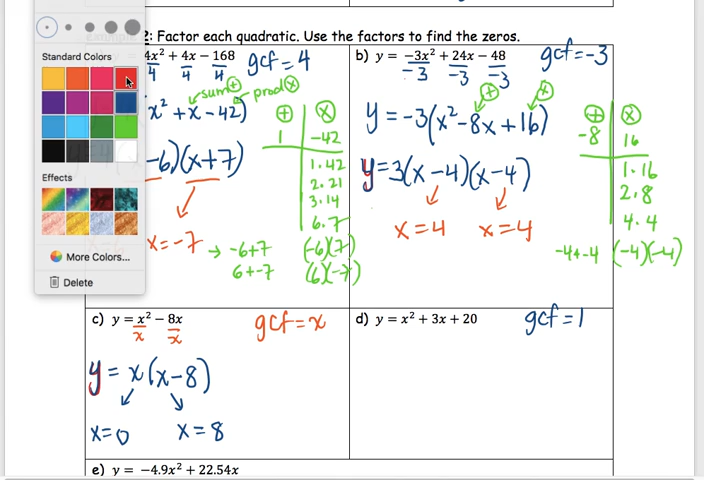 2: Factor each quadratic. Use the factors to find the zeros.
Standard Colors
Effects
More Colors...
Delete
4x² + 4x − 168
4 4 4
gcf = 4
sum + prod x
x² + x − 42)
-6)(x+7)
x = -7
+ x
1 -42
1 · 42
2 · 21
3 · 14
6 · 7
→ -6+7 (-6)(7)
6+-7 (6)(-7)
b) y = −3x² + 24x − 48
-3 -3 -3
gcf = -3
+ x
y = -3(x² - 8x + 16)
y = 3(x - 4)(x - 4)
x = 4 x = 4
+ x
-8 16
1 · 16
2 · 8
4 · 4
-4+-4 (-4)(-4)
c) y = x² − 8x
x x
gcf = x
y = x(x - 8)
x = 0 x = 8
d) y = x² + 3x + 20
gcf = 1
e) y = −4.9x² + 22.54x